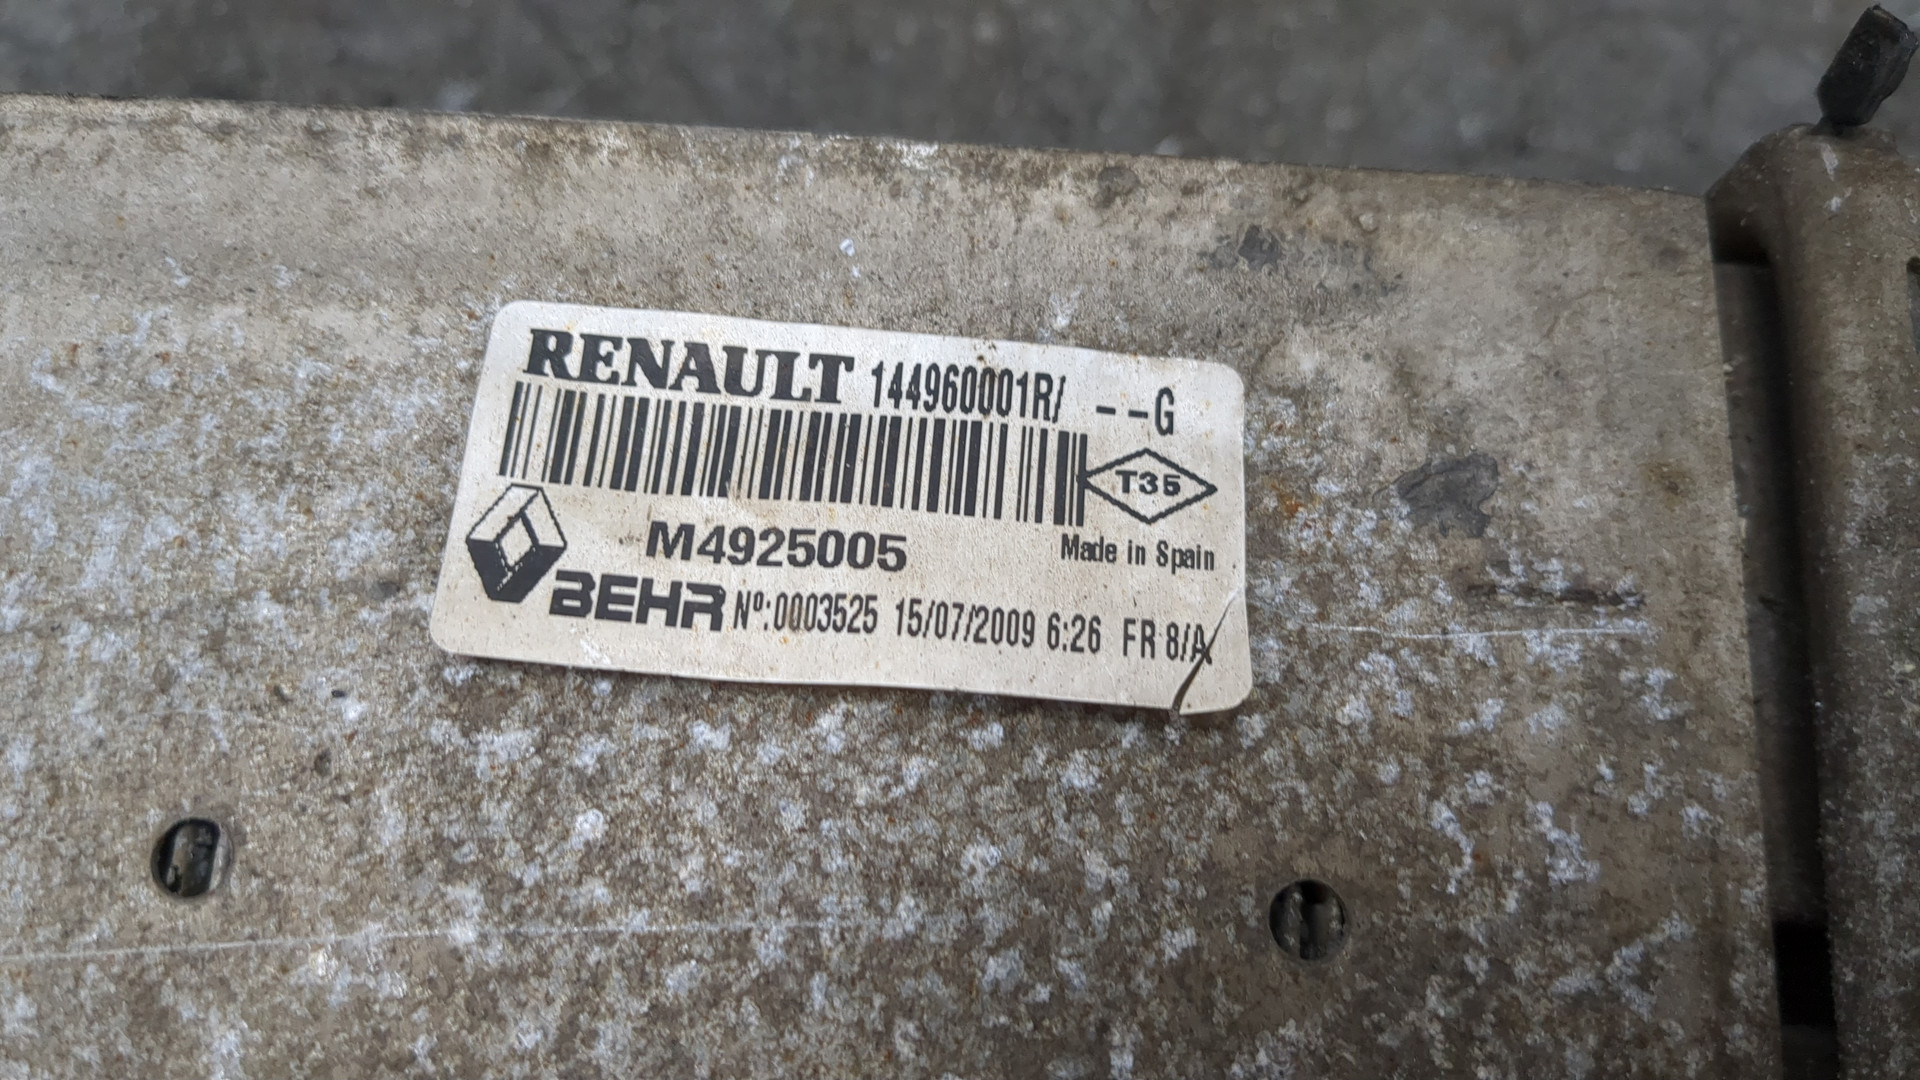 RENAULT 144960001R/ --G
T35
M4925005 Made in Spain
BEHR Nº:0003525 15/07/2009 6:26 FR 8/A